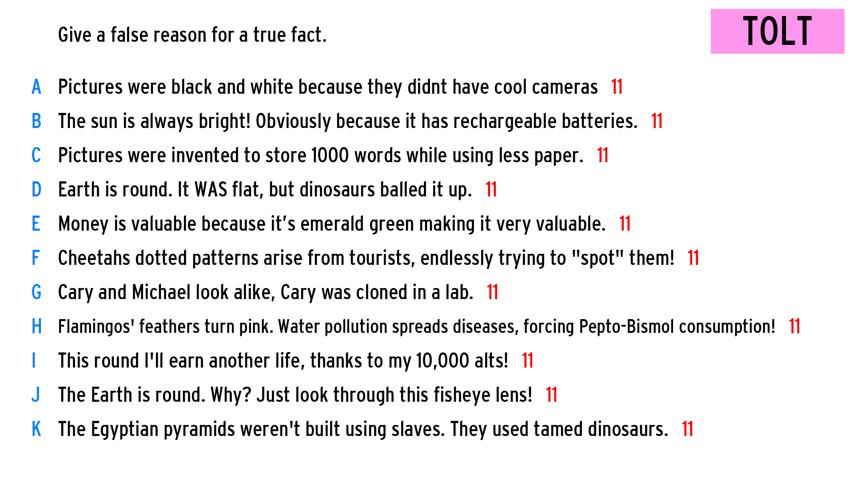 Give a false reason for a true fact.
TOLT
A Pictures were black and white because they didnt have cool cameras 11
B The sun is always bright! Obviously because it has rechargeable batteries. 11
C Pictures were invented to store 1000 words while using less paper. 11
D Earth is round. It WAS flat, but dinosaurs balled it up. 11
E Money is valuable because it’s emerald green making it very valuable. 11
F Cheetahs dotted patterns arise from tourists, endlessly trying to "spot" them! 11
G Cary and Michael look alike, Cary was cloned in a lab. 11
H Flamingos' feathers turn pink. Water pollution spreads diseases, forcing Pepto-Bismol consumption! 11
I This round I'll earn another life, thanks to my 10,000 alts! 11
J The Earth is round. Why? Just look through this fisheye lens! 11
K The Egyptian pyramids weren't built using slaves. They used tamed dinosaurs. 11